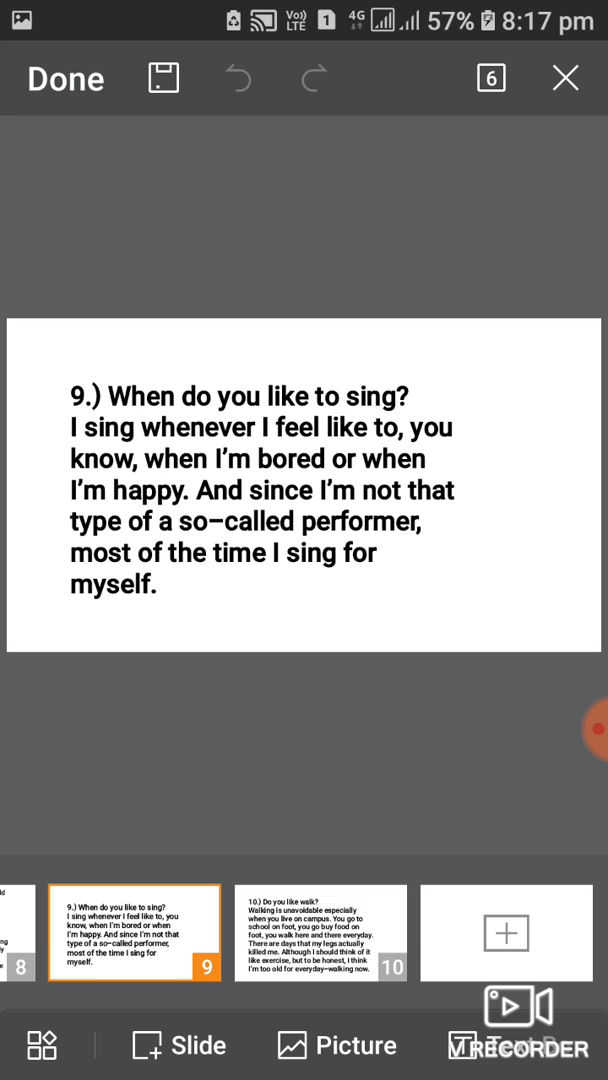 Vo)) LTE 1 4G 57% 8:17 pm
Done 6
9.) When do you like to sing?
I sing whenever I feel like to, you
know, when I'm bored or when
I'm happy. And since I'm not that
type of a so-called performer,
most of the time I sing for
myself.
8
9.) When do you like to sing?
I sing whenever I feel like to, you
know, when I'm bored or when
I'm happy. And since I'm not that
type of a so-called performer,
most of the time I sing for
myself.
9
10.) Do you like walk?
Walking is unavoidable especially
when you live on campus. You go to
school on foot, you go buy food on
foot, you walk here and there everyday.
There are days that my legs actually
killed me. Although I should think of it
like exercise, but to be honest, I think
I'm too old for everyday-walking now.
10
Slide Picture
V RECORDER